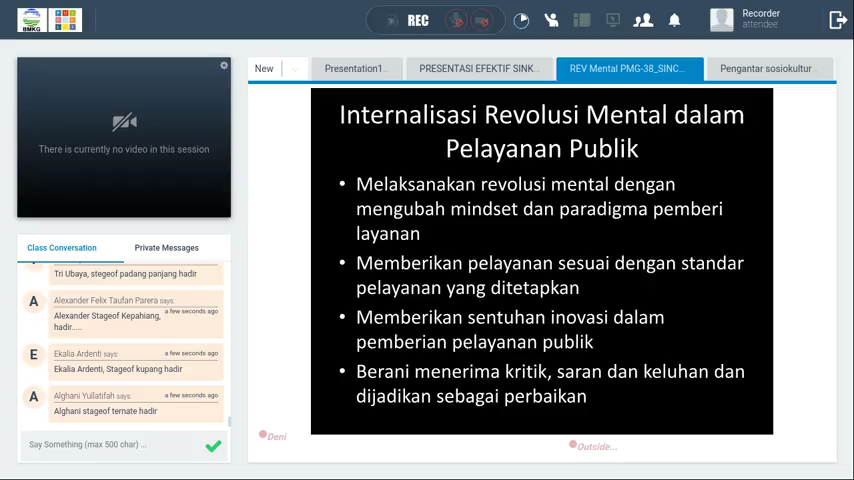 BMKG
REC
Recorder
attendee
There is currently no video in this session
New
Presentation1...
PRESENTASI EFEKTIF SINK...
REV Mental PMG-38_SINC...
Pengantar sosiokultur...
Internalisasi Revolusi Mental dalam
Pelayanan Publik
• Melaksanakan revolusi mental dengan
mengubah mindset dan paradigma pemberi
layanan
• Memberikan pelayanan sesuai dengan standar
pelayanan yang ditetapkan
• Memberikan sentuhan inovasi dalam
pemberian pelayanan publik
• Berani menerima kritik, saran dan keluhan dan
dijadikan sebagai perbaikan
Deni
Outside...
Class Conversation
Private Messages
Tri Ubaya, stegeof padang panjang hadir
A
Alexander Felix Taufan Parera says:
a few seconds ago
Alexander Stageof Kepahiang,
hadir.....
E
Ekalia Ardenti says:
a few seconds ago
Ekalia Ardenti, Stageof kupang hadir
A
Alghani Yullatifah says:
a few seconds ago
Alghani stageof ternate hadir
Say Something (max 500 char) ...